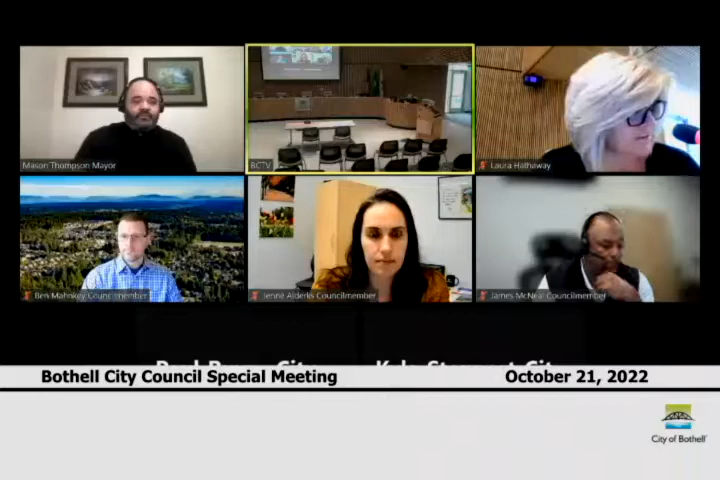 Mason Thompson Mayor
BCTV
Laura Hathaway
Ben Mahnkey Councilmember
Jenne Alderks Councilmember
James McNeal Councilmember
Bothell City Council Special Meeting
October 21, 2022
City of Bothell